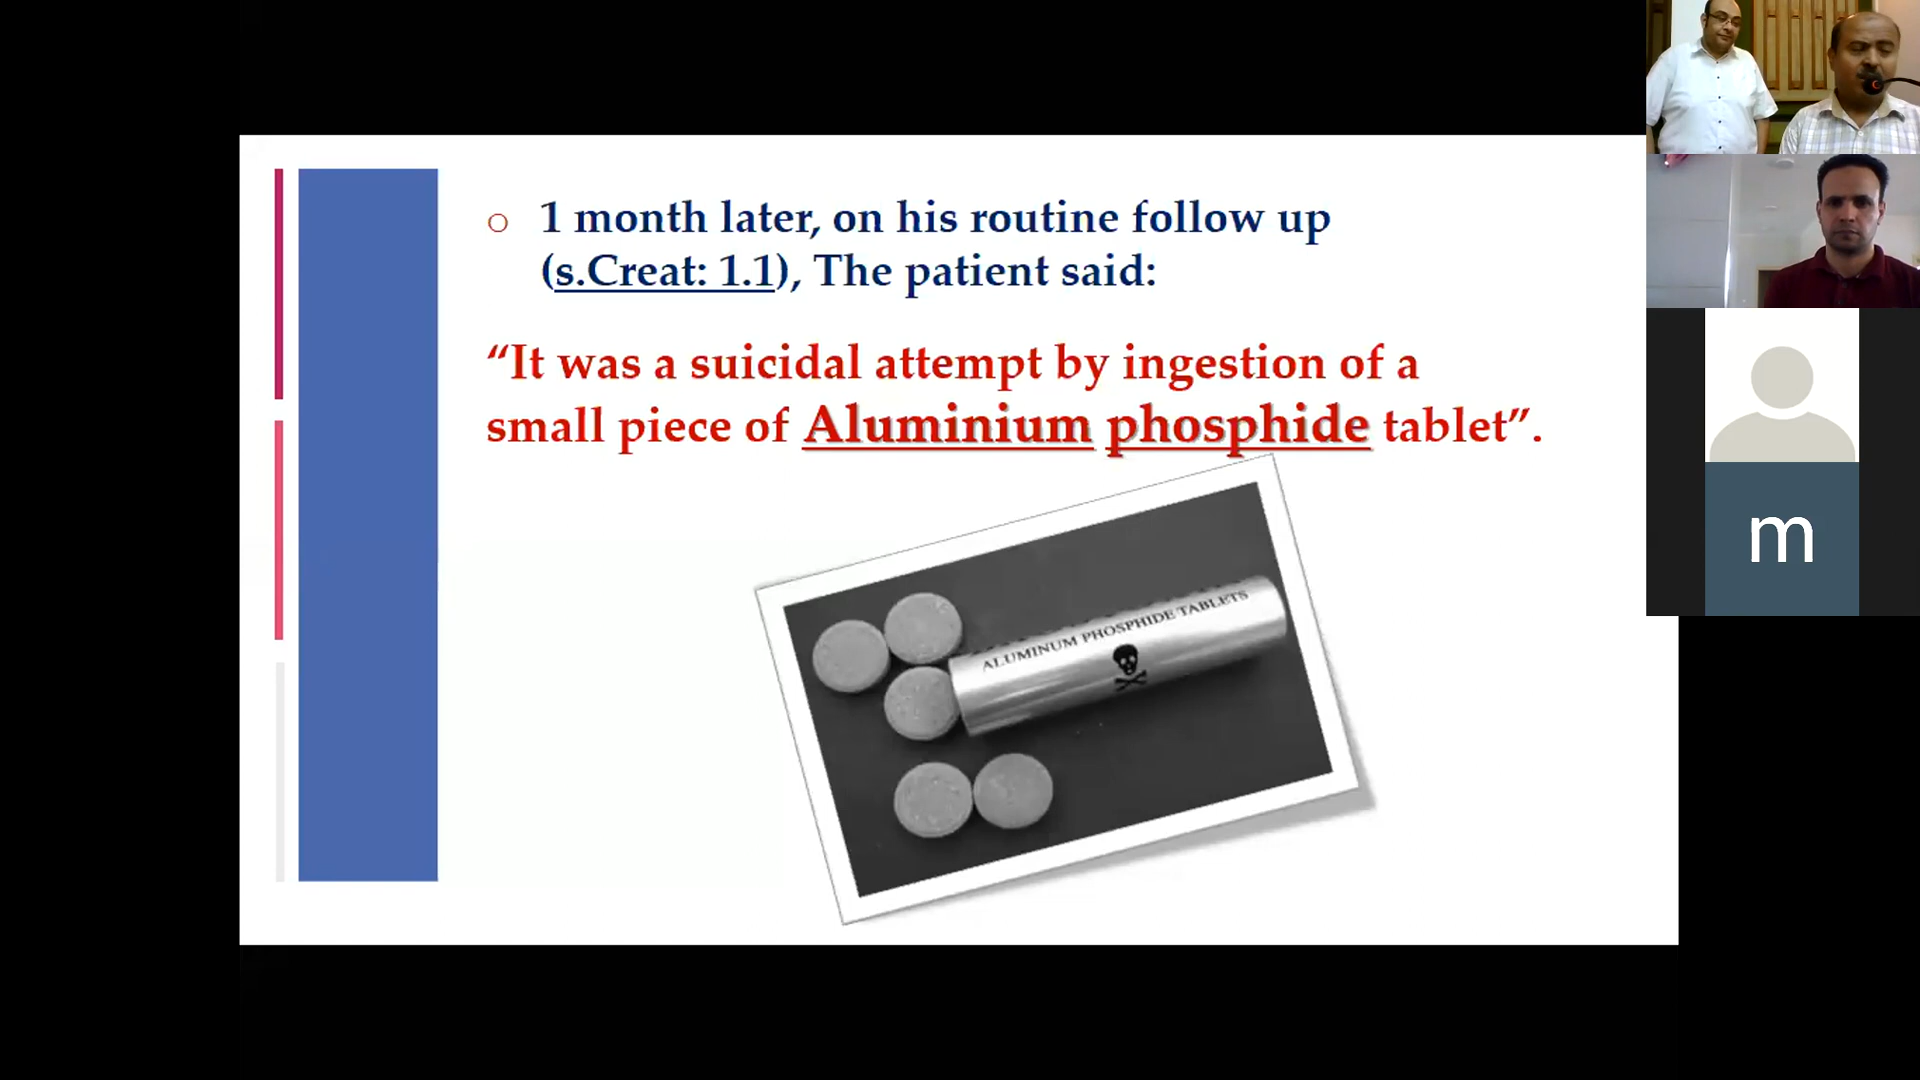 1 month later, on his routine follow up
(s.Creat: 1.1), The patient said:
“It was a suicidal attempt by ingestion of a
small piece of Aluminium phosphide tablet”.
ALUMINUM PHOSPHIDE TABLETS
m